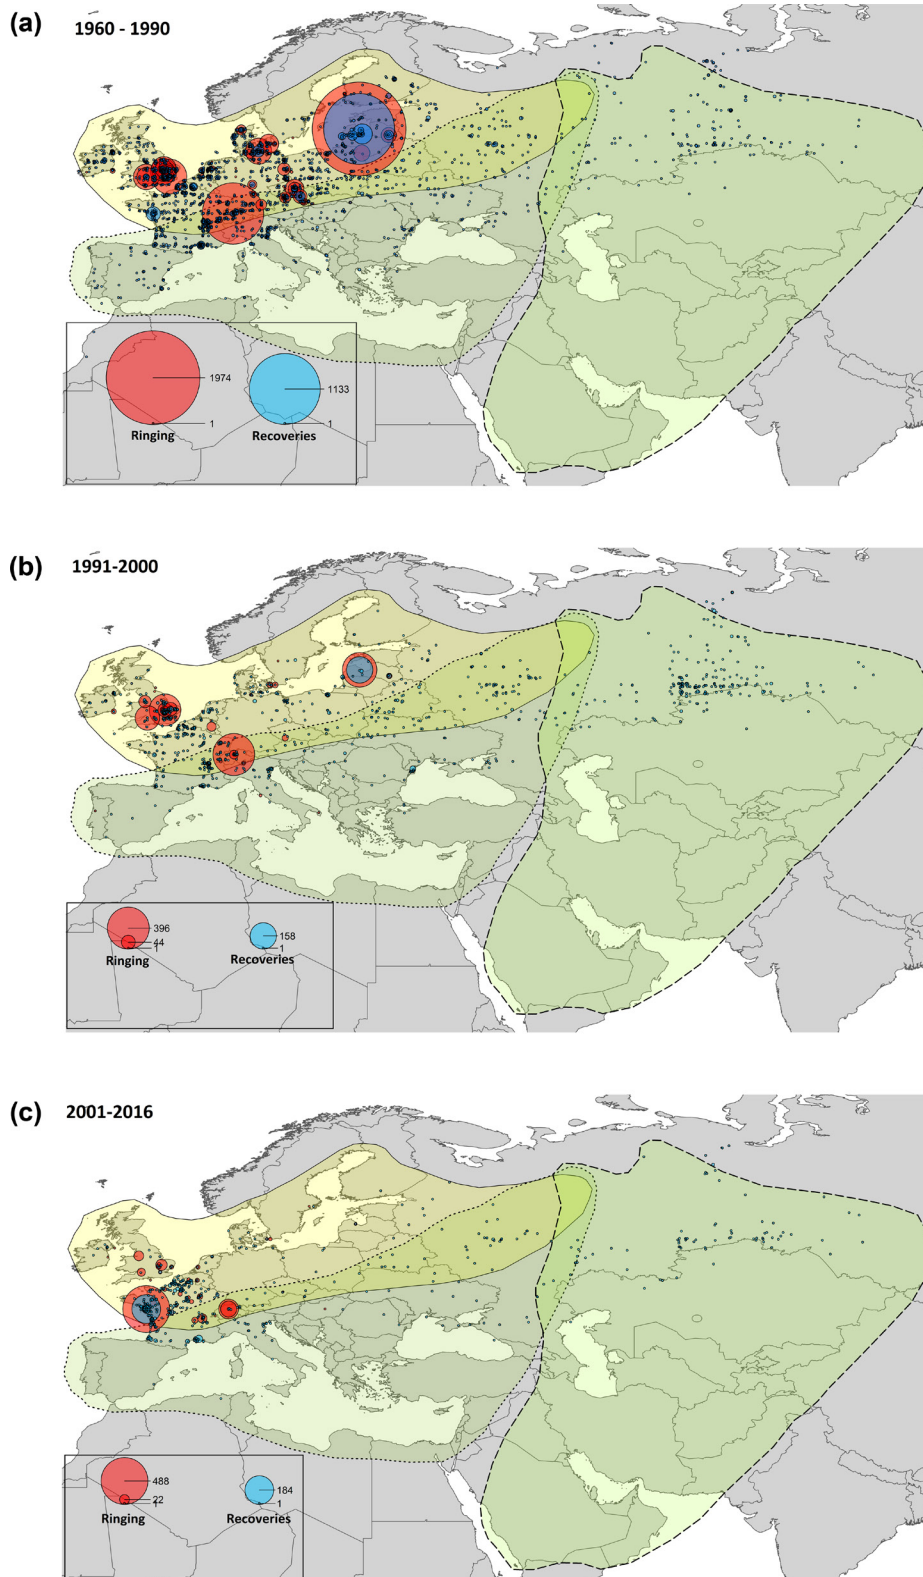 (a)
1960 - 1990
1974
1
Ringing
1133
1
Recoveries
(b)
1991-2000
396
44
1
Ringing
158
1
Recoveries
(c)
2001-2016
488
22
1
Ringing
184
1
Recoveries